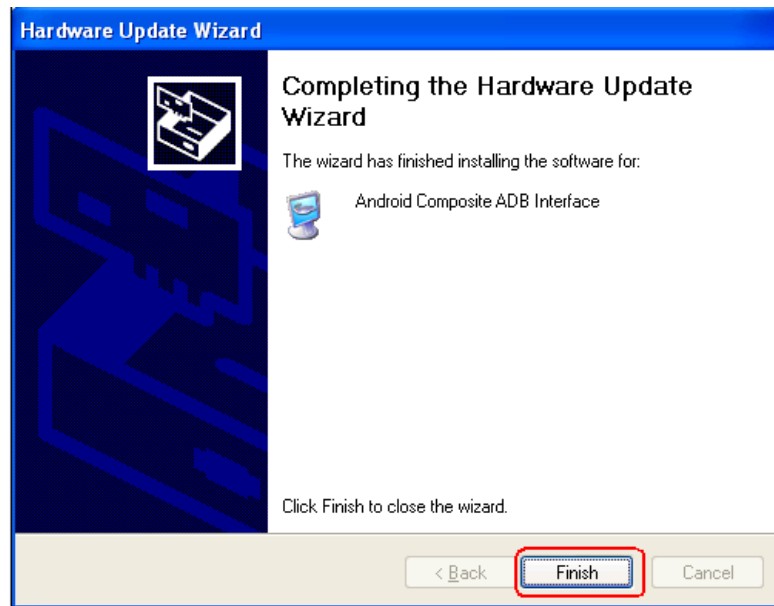 Hardware Update Wizard
Completing the Hardware Update
Wizard
The wizard has finished installing the software for:
Android Composite ADB Interface
Click Finish to close the wizard.
< Back
Finish
Cancel